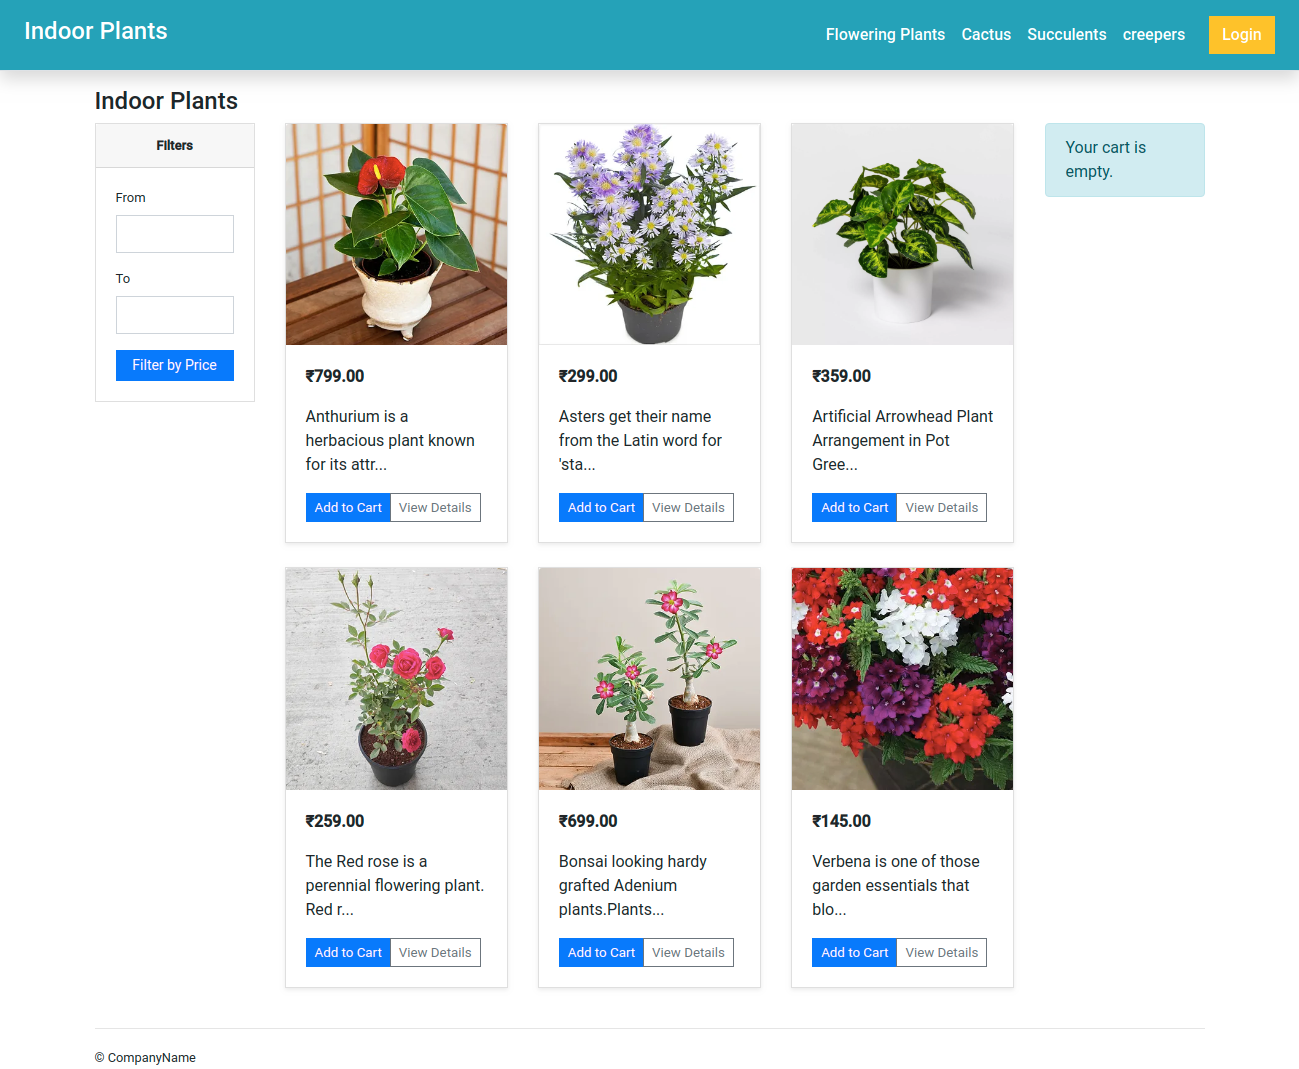 Indoor Plants
Flowering Plants Cactus Succulents creepers Login
Indoor Plants
Filters
From
To
Filter by Price
₹799.00
Anthurium is a
herbacious plant known
for its attr...
Add to Cart View Details
₹299.00
Asters get their name
from the Latin word for
'sta...
Add to Cart View Details
₹359.00
Artificial Arrowhead Plant
Arrangement in Pot
Gree...
Add to Cart View Details
Your cart is
empty.
₹259.00
The Red rose is a
perennial flowering plant.
Red r...
Add to Cart View Details
₹699.00
Bonsai looking hardy
grafted Adenium
plants.Plants...
Add to Cart View Details
₹145.00
Verbena is one of those
garden essentials that
blo...
Add to Cart View Details
© CompanyName